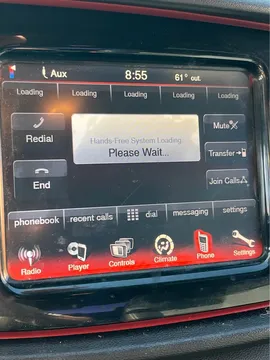 Aux 8:55 61° out.
Loading Loading Loading Loading Loading
Redial
Hands-Free System Loading.
Please Wait...
Mute
Transfer
End
Join Calls
phonebook recent calls dial messaging settings
Radio Player Controls Climate Phone Settings